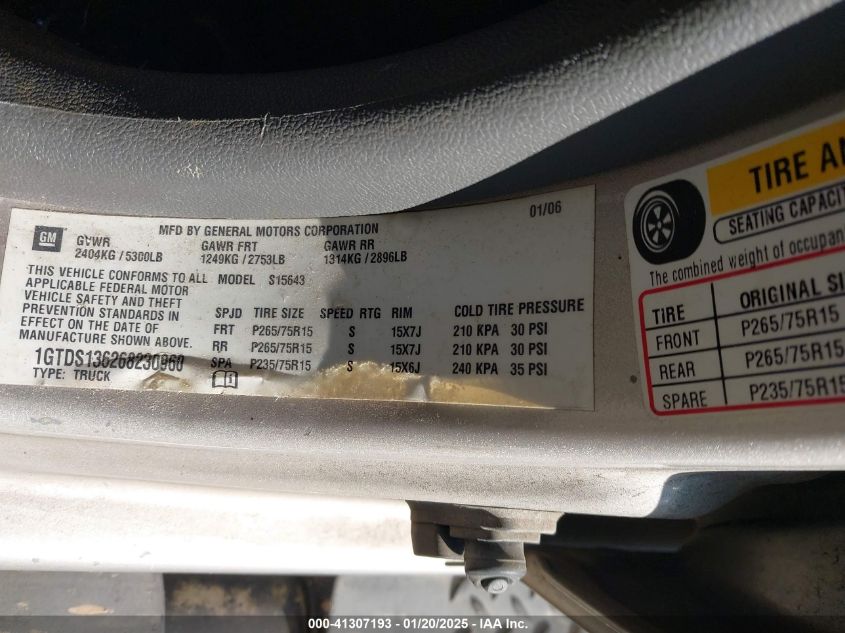 MFD BY GENERAL MOTORS CORPORATION 01/06
GM GVWR GAWR FRT GAWR RR
2404KG / 5300LB 1249KG / 2753LB 1314KG / 2896LB
THIS VEHICLE CONFORMS TO ALL MODEL S15643
APPLICABLE FEDERAL MOTOR
VEHICLE SAFETY AND THEFT
PREVENTION STANDARDS IN
EFFECT ON THE DATE OF
MANUFACTURE SHOWN ABOVE.
1GTDS136268230960
TYPE: TRUCK
SPJD TIRE SIZE SPEED RTG RIM COLD TIRE PRESSURE
FRT P265/75R15 S 15X7J 210 KPA 30 PSI
RR P265/75R15 S 15X7J 210 KPA 30 PSI
SPA P235/75R15 S 15X6J 240 KPA 35 PSI
TIRE AN
SEATING CAPACIT
The combined weight of occupan
TIRE ORIGINAL SI
FRONT P265/75R15
REAR P265/75R15
SPARE P235/75R15
000-41307193 - 01/20/2025 - IAA Inc.